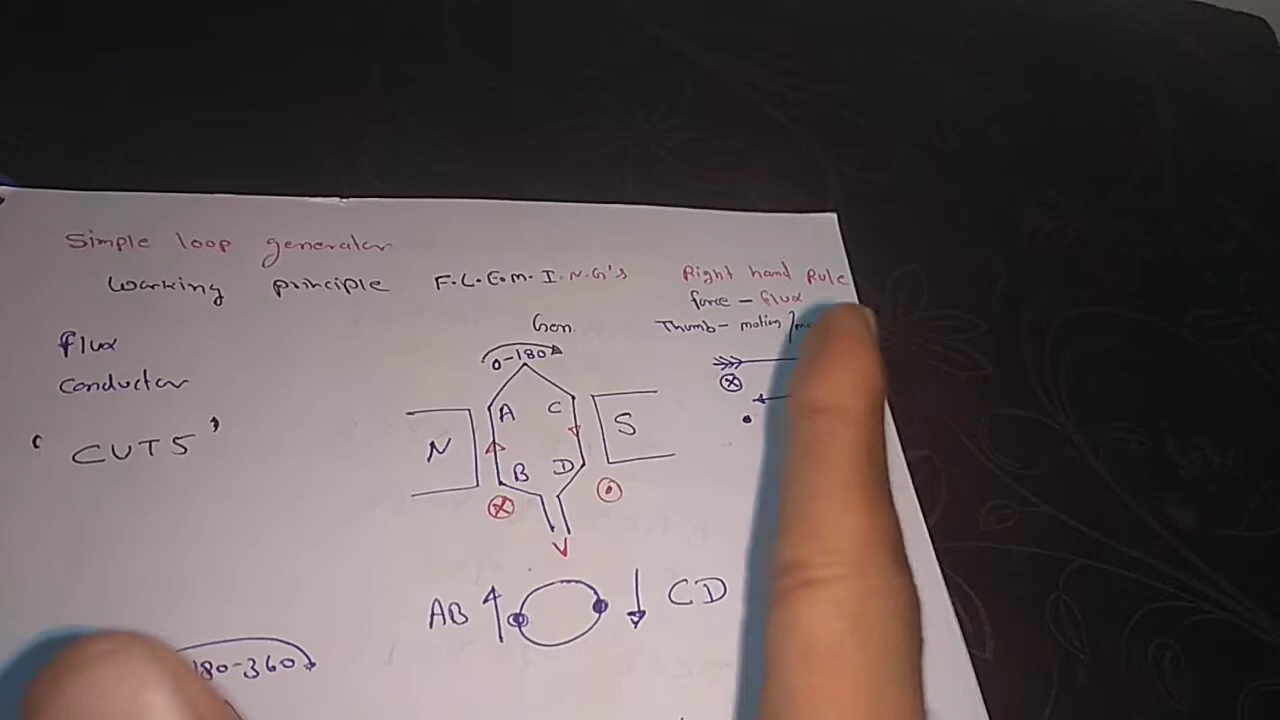 Simple loop generator
working principle F.L.E.M.I.N.G's
Right hand Rule
force – flux
Thumb – motion /
flux
conductor
' CUTS '
Gen
0-180
N
A
C
S
B
D
V
AB
CD
180-360